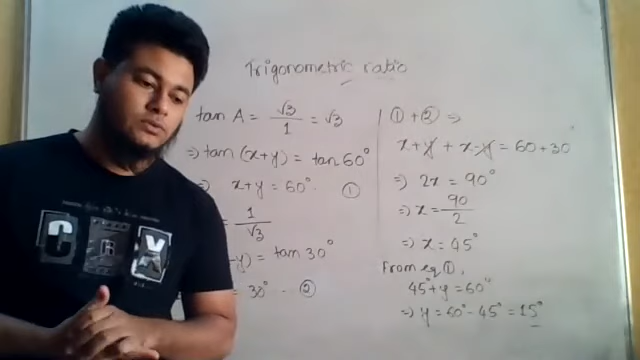 Trigonometric ratio
tan A = √3/1 = √3
⇒ tan (x+y) = tan 60°
⇒ x+y = 60° - ①
= 1/√3
-y) = tan 30°
= 30° - - ②
① + ② ⇒
x+y + x-y = 60 + 30°
⇒ 2x = 90°
⇒ x = 90/2
⇒ x = 45°
From eq ①,
45° + y = 60°
⇒ y = 60° - 45° = 15°
C R X